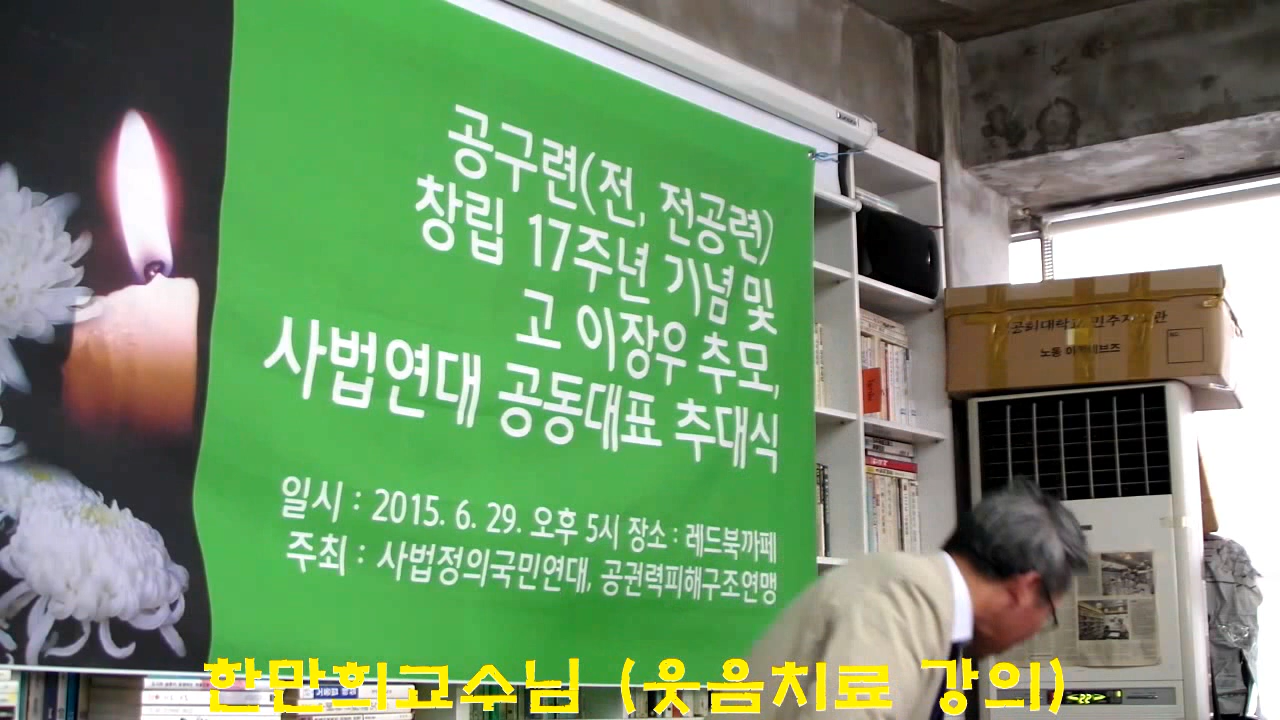 공구련(전, 전공련)
창립 17주년 기념 및
고 이장우 추모,
사법연대 공동대표 추대식
일시 : 2015. 6. 29. 오후 5시 장소 : 레드북까페
주최 : 사법정의국민연대, 공권력피해구조연맹
노동
22
한만희교수님 (웃음치료 강의)